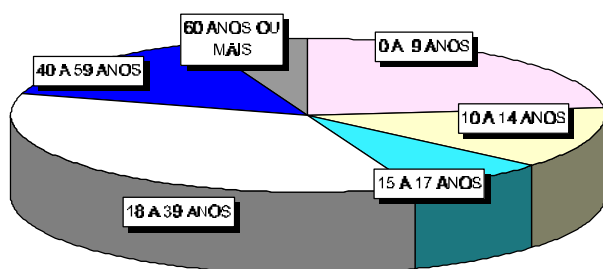 60 ANOS OU
MAIS
0 A 9 ANOS
40 A 59 ANOS
10 A 14 ANOS
15 A 17 ANOS
18 A 39 ANOS